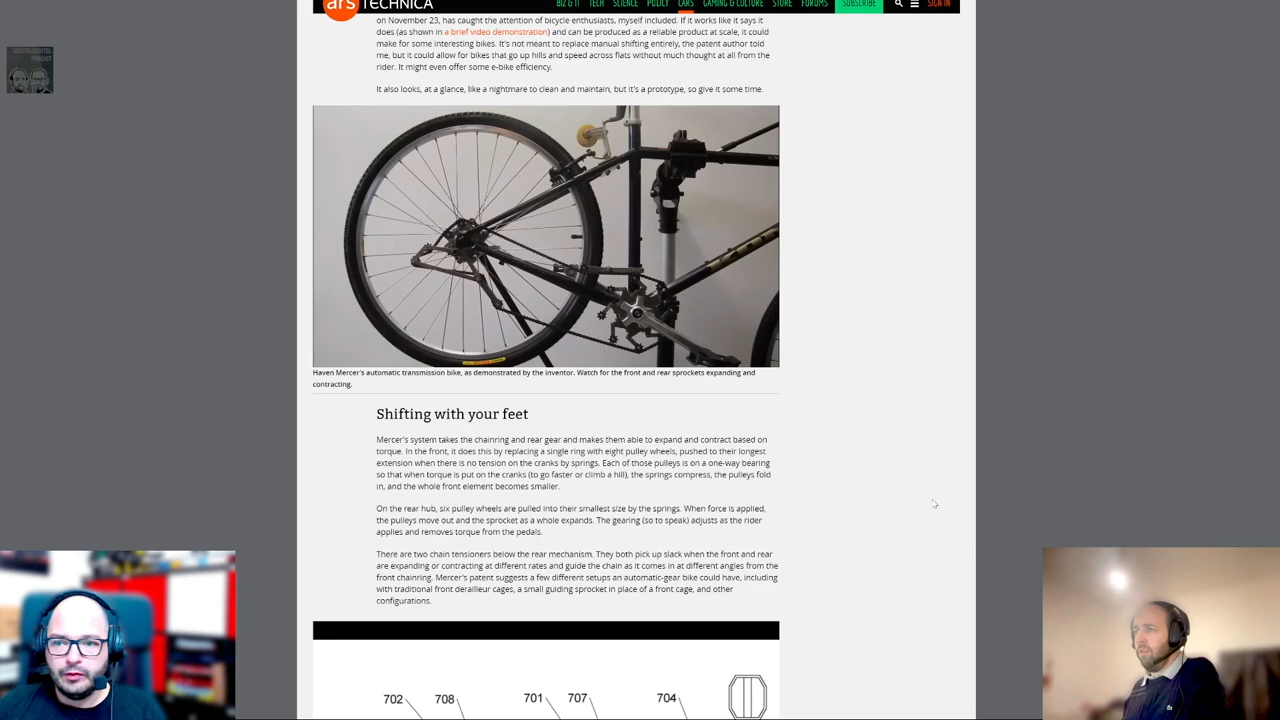 ars TECHNICA
BIZ & IT TECH SCIENCE POLICY CARS GAMING & CULTURE STORE FORUMS SUBSCRIBE SIGN IN
on November 23, has caught the attention of bicycle enthusiasts, myself included. If it works like it says it
does (as shown in a brief video demonstration) and can be produced as a reliable product at scale, it could
make for some interesting bikes. It's not meant to replace manual shifting entirely, the patent author told
me, but it could allow for bikes that go up hills and speed across flats without much thought at all from the
rider. It might even offer some e-bike efficiency.
It also looks, at a glance, like a nightmare to clean and maintain, but it's a prototype, so give it some time.
Haven Mercer's automatic transmission bike, as demonstrated by the inventor. Watch for the front and rear sprockets expanding and
contracting.
Shifting with your feet
Mercer's system takes the chainring and rear gear and makes them able to expand and contract based on
torque. In the front, it does this by replacing a single ring with eight pulley wheels, pushed to their longest
extension when there is no tension on the cranks by springs. Each of those pulleys is on a one-way bearing
so that when torque is put on the cranks (to go faster or climb a hill), the springs compress, the pulleys fold
in, and the whole front element becomes smaller.
On the rear hub, six pulley wheels are pulled into their smallest size by the springs. When force is applied,
the pulleys move out and the sprocket as a whole expands. The gearing (so to speak) adjusts as the rider
applies and removes torque from the pedals.
There are two chain tensioners below the rear mechanism. They both pick up slack when the front and rear
are expanding or contracting at different rates and guide the chain as it comes in at different angles from the
front chainring. Mercer's patent suggests a few different setups an automatic-gear bike could have, including
with traditional front derailleur cages, a small guiding sprocket in place of a front cage, and other
configurations.
702 708 701 707 704